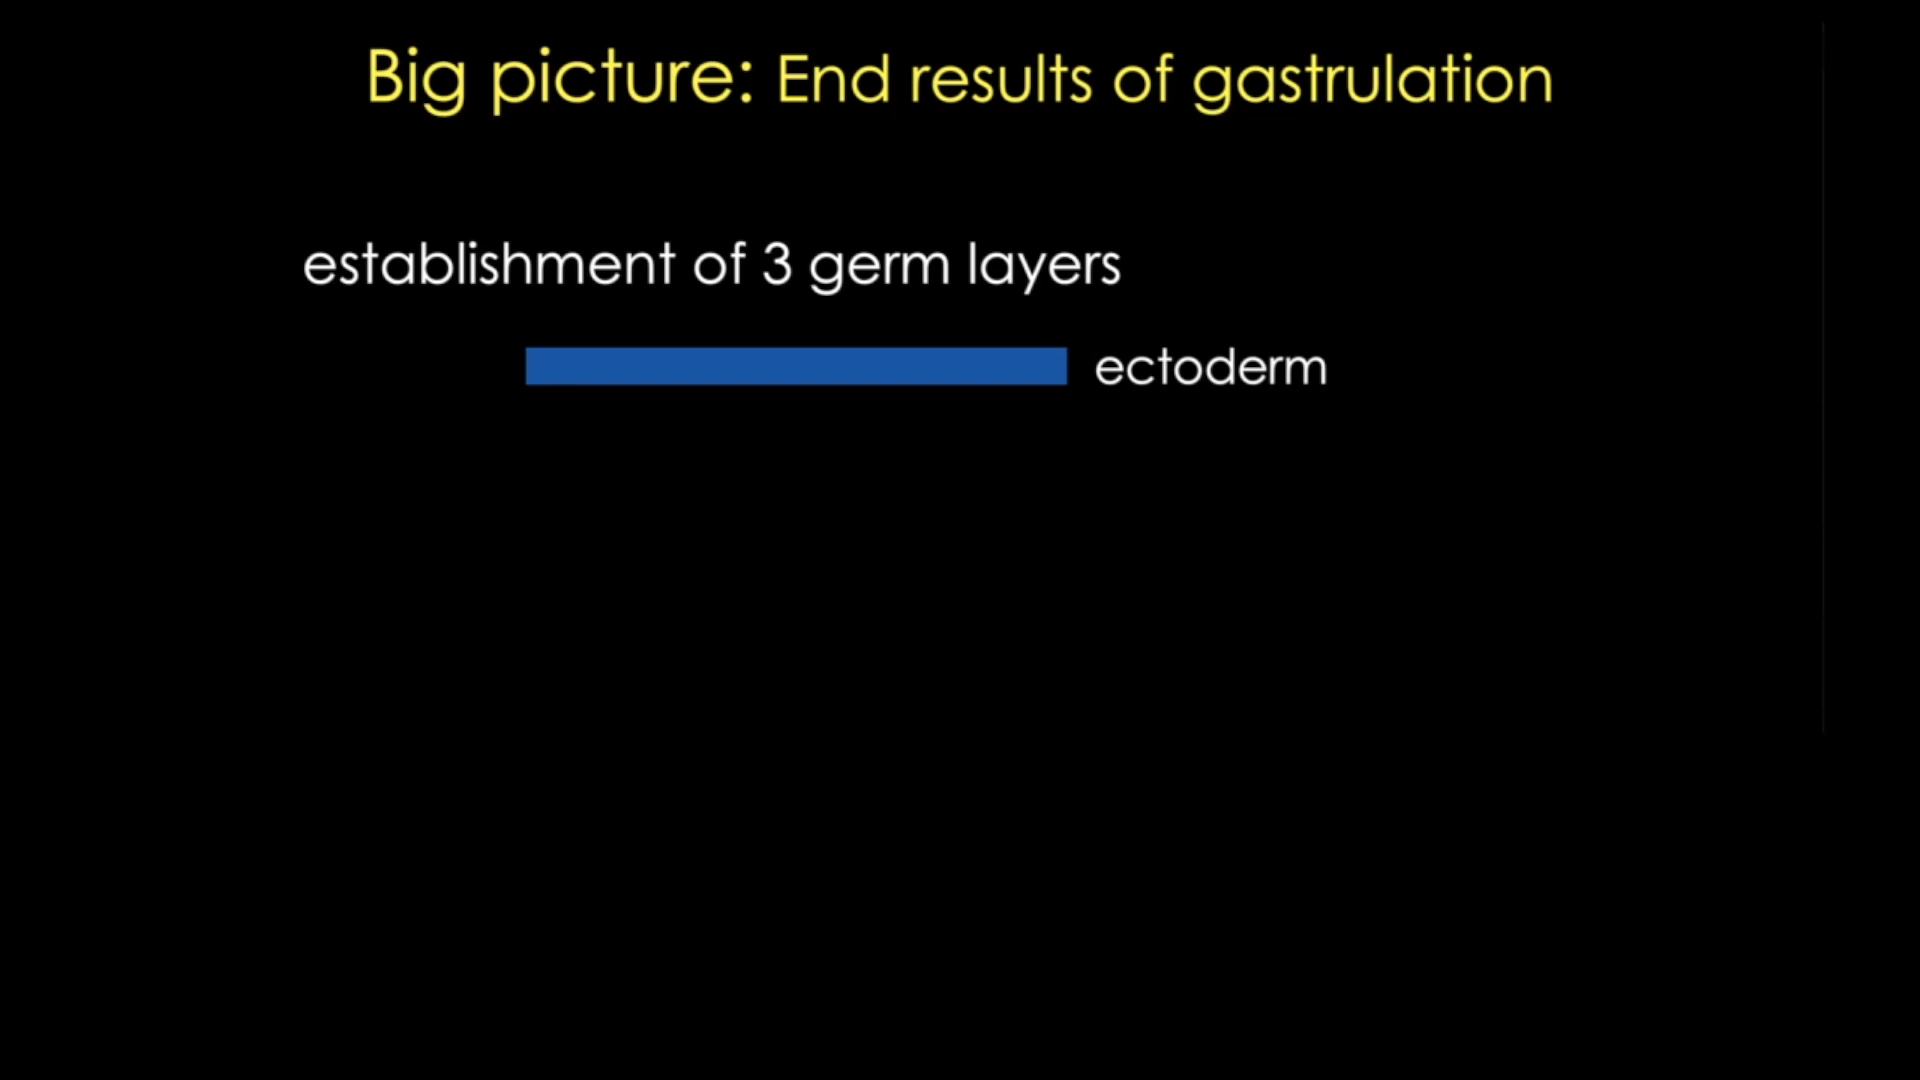 Big picture: End results of gastrulation
establishment of 3 germ layers
ectoderm